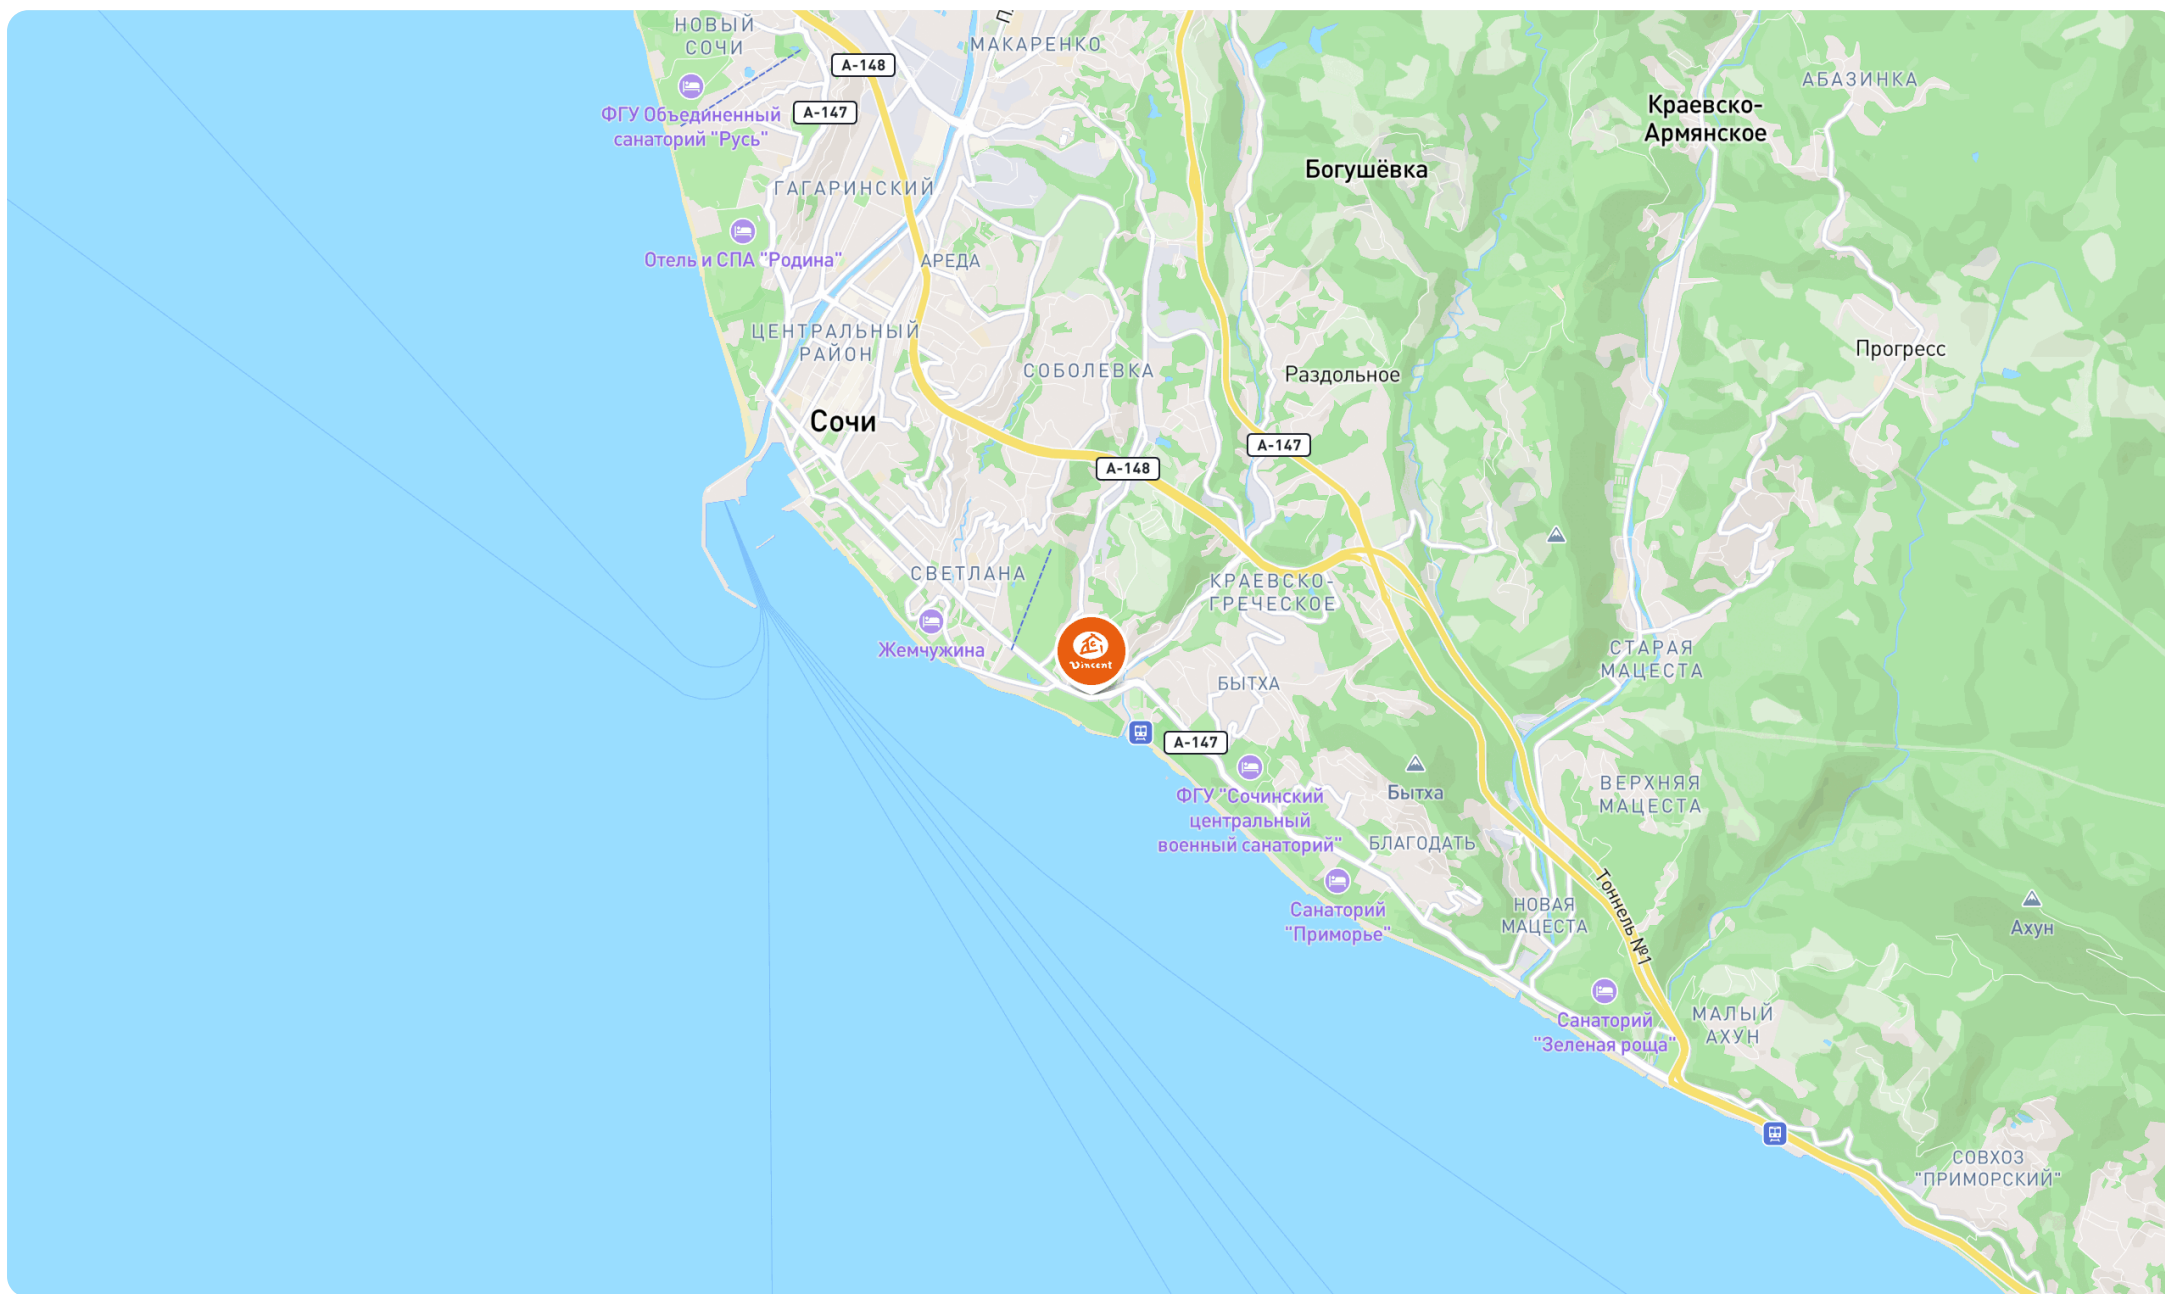 НОВЫЙ
СОЧИ
МАКАРЕНКО
А-148
АБАЗИНКА
ФГУ Объединенный
санаторий "Русь"
А-147
Краевско-
Армянское
Богушёвка
ГАГАРИНСКИЙ
Отель и СПА "Родина"
АРЕДА
ЦЕНТРАЛЬНЫЙ
РАЙОН
СОБОЛЕВКА
Раздольное
Прогресс
Сочи
А-147
А-148
СВЕТЛАНА
КРАЕВСКО-
ГРЕЧЕСКОЕ
Жемчужина
Vincent
БЫТХА
СТАРАЯ
МАЦЕСТА
А-147
ФГУ "Сочинский
центральный
военный санаторий"
Бытха
ВЕРХНЯЯ
МАЦЕСТА
БЛАГОДАТЬ
Тоннель №1
Санаторий
"Приморье"
НОВАЯ
МАЦЕСТА
Ахун
Санаторий
"Зеленая роща"
МАЛЫЙ
АХУН
СОВХОЗ
"ПРИМОРСКИЙ"